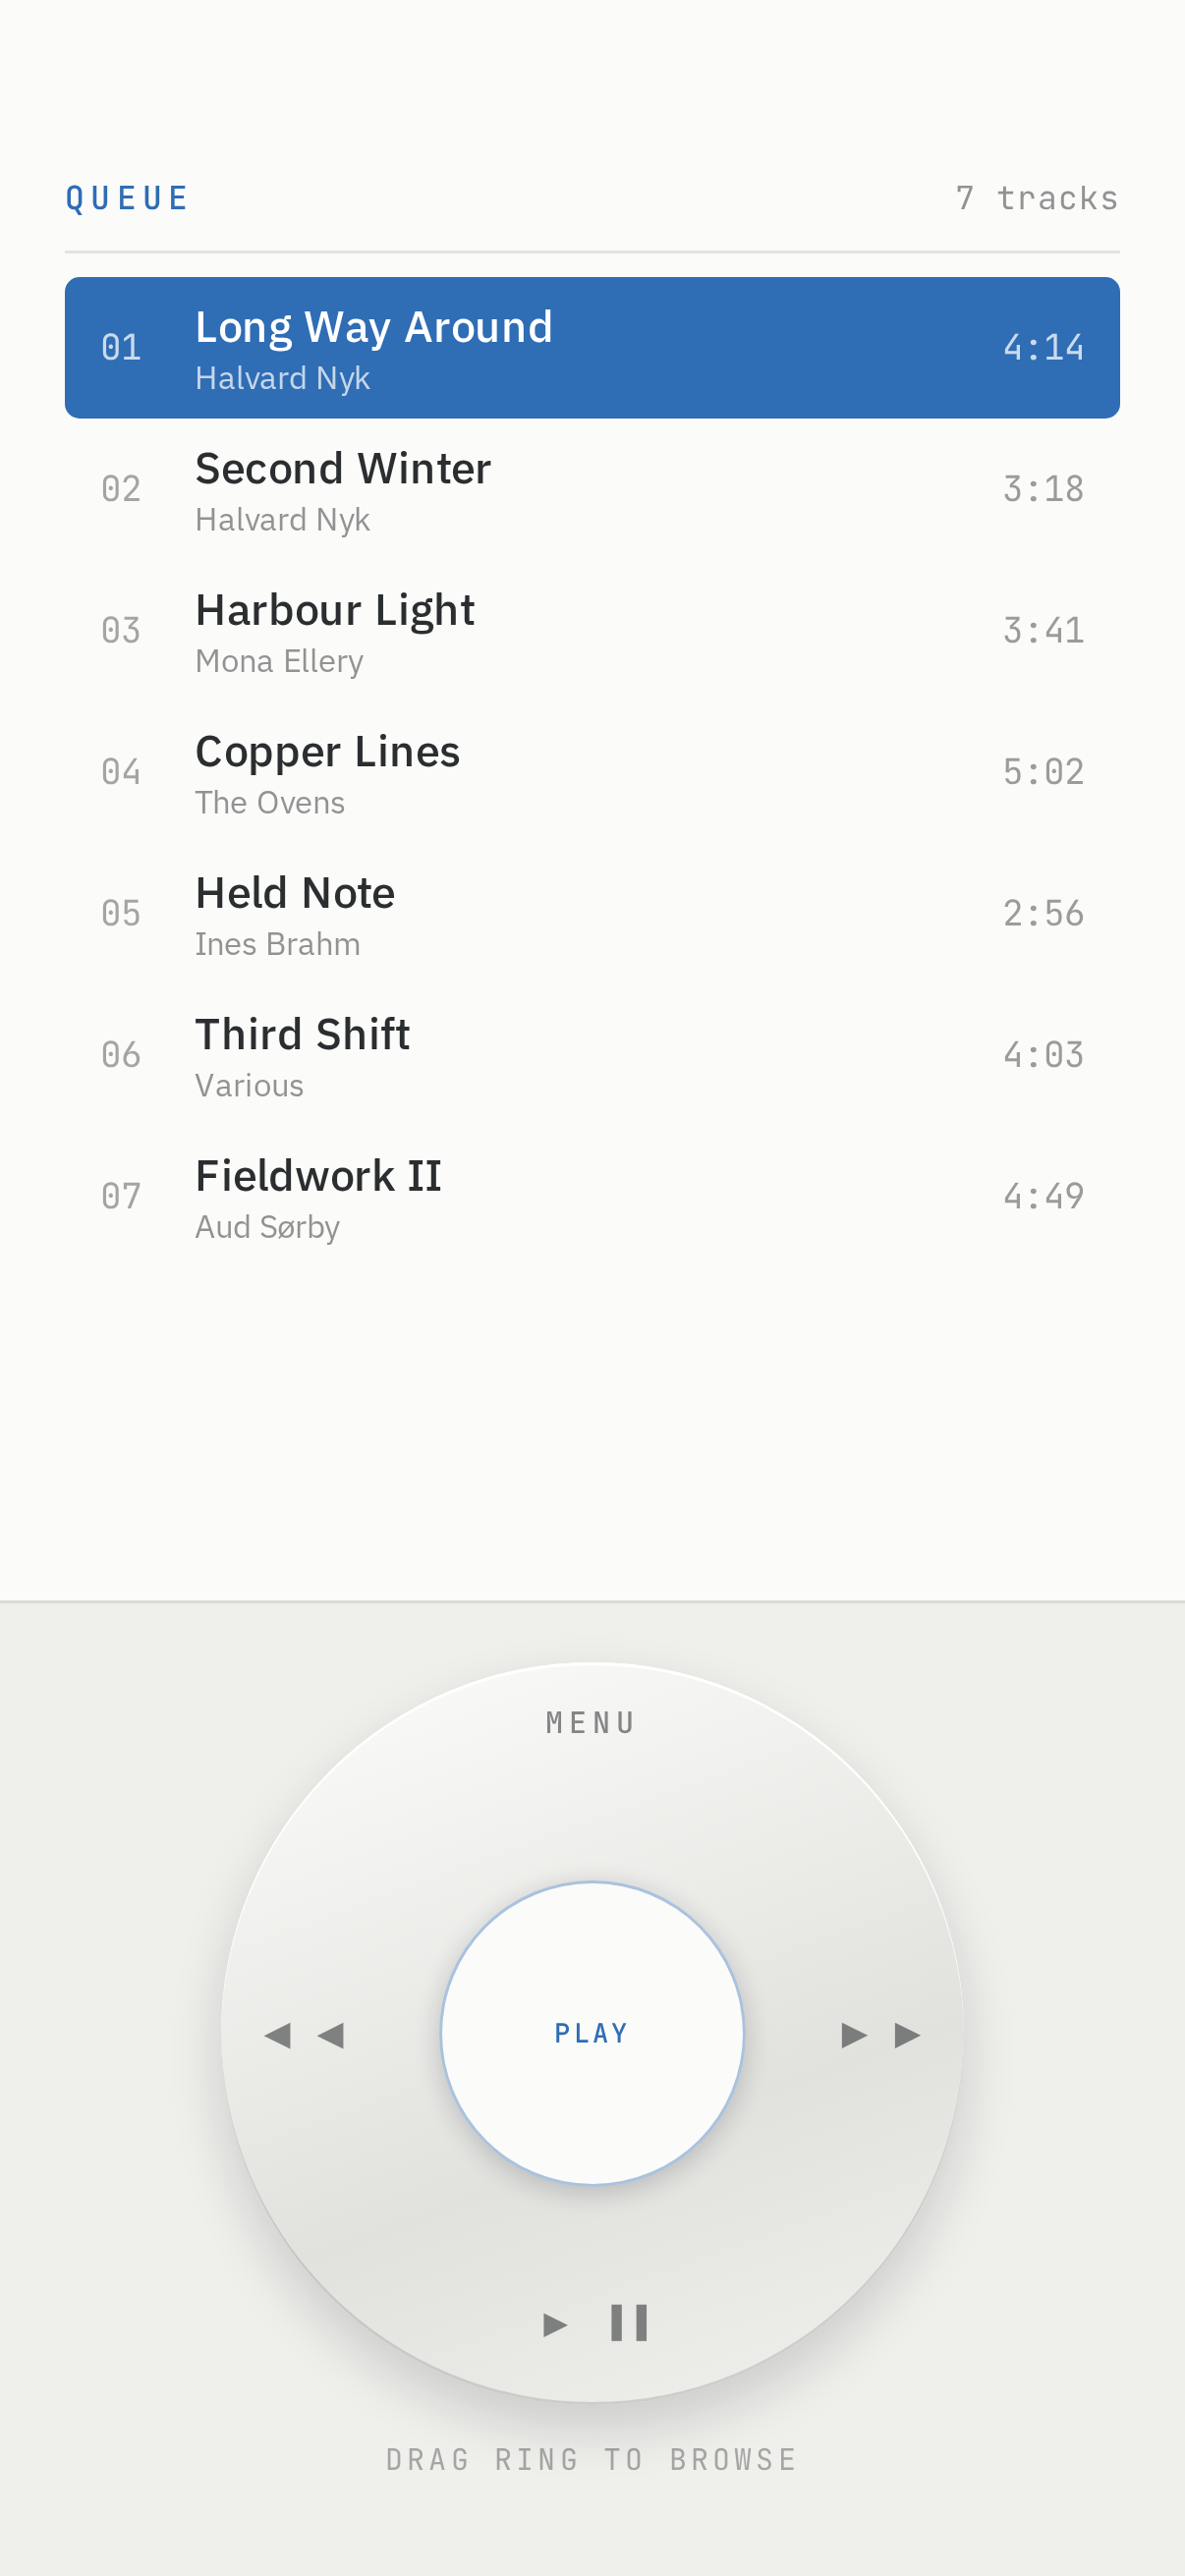 QUEUE 7 tracks
01 Long Way Around 4:14
Halvard Nyk
02 Second Winter 3:18
Halvard Nyk
03 Harbour Light 3:41
Mona Ellery
04 Copper Lines 5:02
The Ovens
05 Held Note 2:56
Ines Brahm
06 Third Shift 4:03
Various
07 Fieldwork II 4:49
Aud Sørby
MENU
PLAY
DRAG RING TO BROWSE